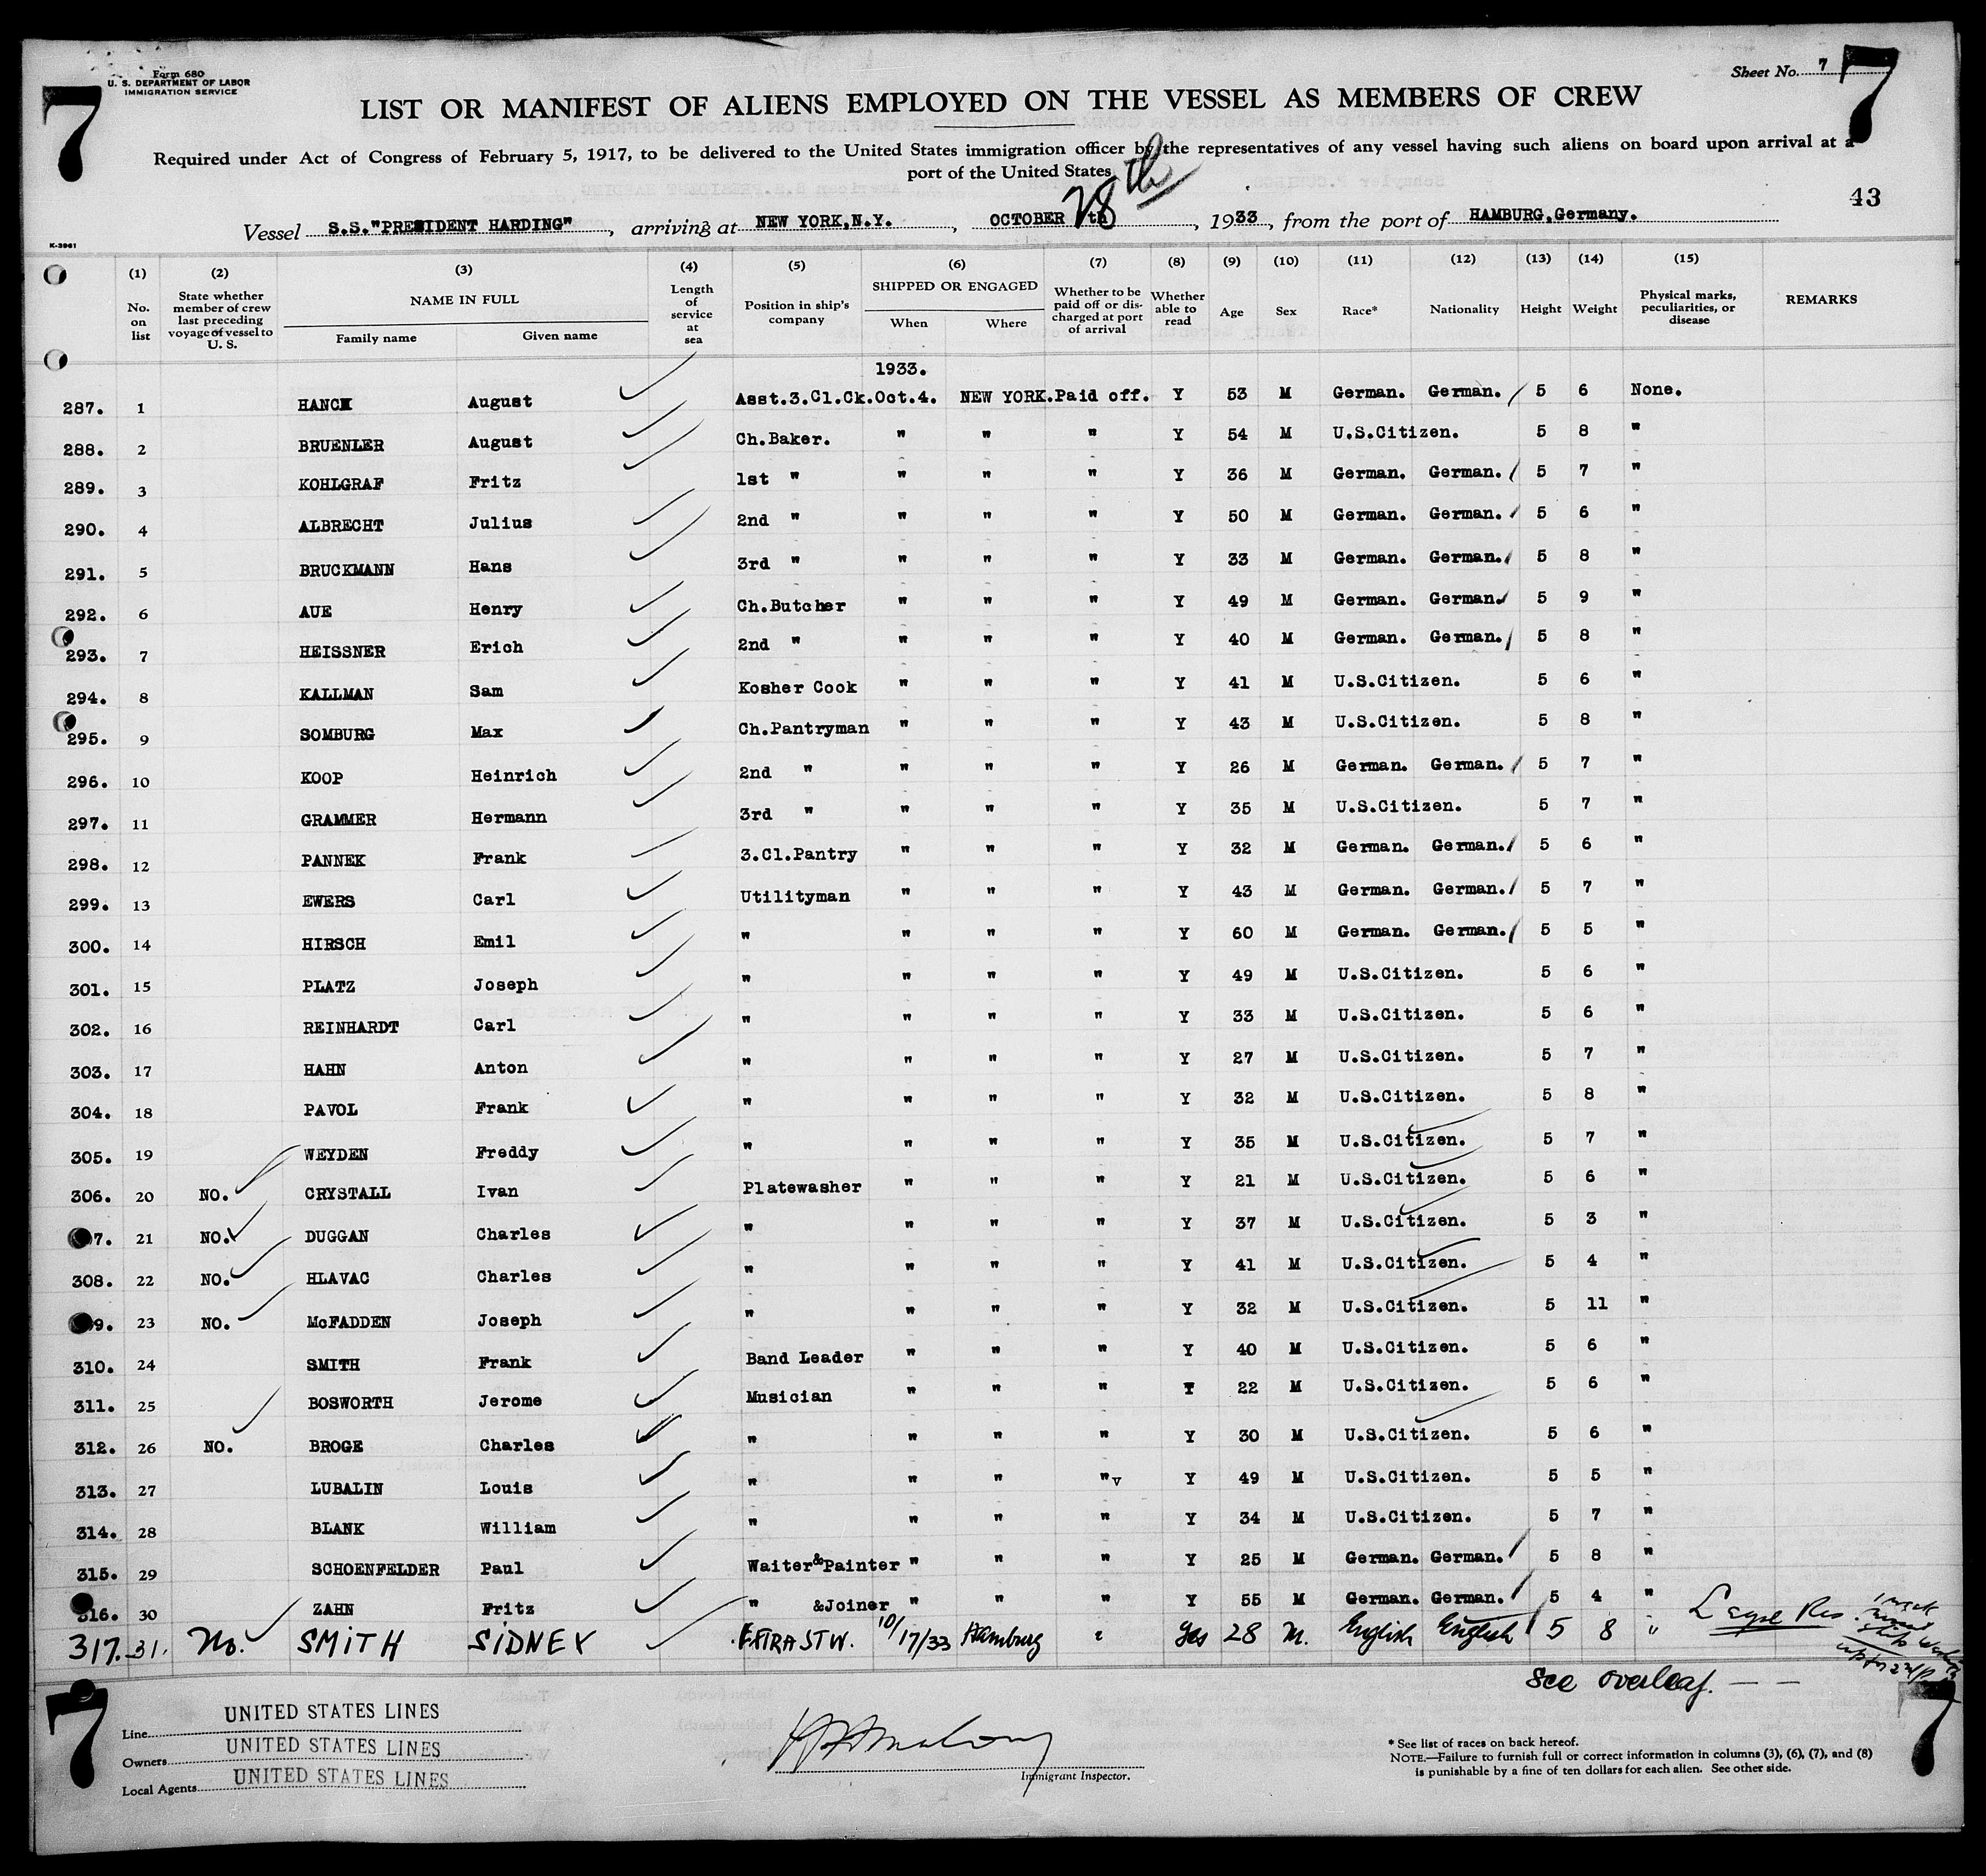 Form 680
U. S. DEPARTMENT OF LABOR
IMMIGRATION SERVICE
Sheet No. 7
7
7
LIST OR MANIFEST OF ALIENS EMPLOYED ON THE VESSEL AS MEMBERS OF CREW
Required under Act of Congress of February 5, 1917, to be delivered to the United States immigration officer by the representatives of any vessel having such aliens on board upon arrival at a
port of the United States
43
Vessel S.S."PRESIDENT HARDING", arriving at NEW YORK,N.Y., OCTOBER 28th th, 1933, from the port of HAMBURG,Germany.
K-3961
(1) (2) (3) (4) (5) (6) (7) (8) (9) (10) (11) (12) (13) (14) (15)
No. on list State whether member of crew last preceding voyage of vessel to U. S. NAME IN FULL Family name Given name Length of service at sea Position in ship's company SHIPPED OR ENGAGED When Where Whether to be paid off or discharged at port of arrival Whether able to read Age Sex Race* Nationality Height Weight Physical marks, peculiarities, or disease REMARKS
1933.
287. 1 HANCK August Asst.3.Cl.Ck. Oct.4. NEW YORK. Paid off. Y 53 M German. German. 5 6 None.
288. 2 BRUENLER August Ch.Baker. " " " Y 54 M U.S.Citizen. 5 8 "
289. 3 KOHLGRAF Fritz 1st " " " " Y 36 M German. German. 5 7 "
290. 4 ALBRECHT Julius 2nd " " " " Y 50 M German. German. 5 6 "
291. 5 BRUCKMANN Hans 3rd " " " " Y 33 M German. German. 5 8 "
292. 6 AUE Henry Ch.Butcher " " " Y 49 M German. German. 5 9 "
293. 7 HEISSNER Erich 2nd " " " " Y 40 M German. German. 5 8 "
294. 8 KALLMAN Sam Kosher Cook " " " Y 41 M U.S.Citizen. 5 6 "
295. 9 SOMBURG Max Ch.Pantryman " " " Y 43 M U.S.Citizen. 5 8 "
296. 10 KOOP Heinrich 2nd " " " " Y 26 M German. German. 5 7 "
297. 11 GRAMMER Hermann 3rd " " " " Y 35 M U.S.Citizen. 5 7 "
298. 12 PANNEK Frank 3.Cl.Pantry " " " Y 32 M German. German. 5 6 "
299. 13 EWERS Carl Utilityman " " " Y 43 M German. German. 5 7 "
300. 14 HIRSCH Emil " " " " Y 60 M German. German. 5 5 "
301. 15 PLATZ Joseph " " " " Y 49 M U.S.Citizen. 5 6 "
302. 16 REINHARDT Carl " " " " Y 33 M U.S.Citizen. 5 6 "
303. 17 HAHN Anton " " " " Y 27 M U.S.Citizen. 5 7 "
304. 18 PAVOL Frank " " " " Y 32 M U.S.Citizen. 5 8 "
305. 19 WEYDEN Freddy " " " " Y 35 M U.S.Citizen. 5 7 "
306. 20 NO. CRYSTALL Ivan Platewasher " " " Y 21 M U.S.Citizen. 5 6 "
7. 21 NO. DUGGAN Charles " " " " Y 37 M U.S.Citizen. 5 3 "
308. 22 NO. HLAVAC Charles " " " " Y 41 M U.S.Citizen. 5 4 "
9. 23 NO. McFADDEN Joseph " " " " Y 32 M U.S.Citizen. 5 11 "
310. 24 SMITH Frank Band Leader " " " Y 40 M U.S.Citizen. 5 6 "
311. 25 BOSWORTH Jerome Musician " " " Y 22 M U.S.Citizen. 5 6 "
312. 26 NO. BROGE Charles " " " " Y 30 M U.S.Citizen. 5 6 "
313. 27 LUBALIN Louis " " " " Y 49 M U.S.Citizen. 5 5 "
314. 28 BLANK William " " " " Y 34 M U.S.Citizen. 5 7 "
315. 29 SCHOENFELDER Paul Waiter&Painter " " " Y 25 M German. German. 5 8 "
316. 30 ZAHN Fritz " &Joiner " " " Y 55 M German. German. 5 4 "
317. 31. No. SMITH SIDNEY EXTRA STW. 10/17/33 Hamburg " Yes 28 M. English English 5 8 "
See overleaf.
7
7
Line UNITED STATES LINES
Owners UNITED STATES LINES
Local Agents UNITED STATES LINES
Immigrant Inspector.
* See list of races on back hereof.
NOTE.—Failure to furnish full or correct information in columns (3), (6), (7), and (8)
is punishable by a fine of ten dollars for each alien. See other side.